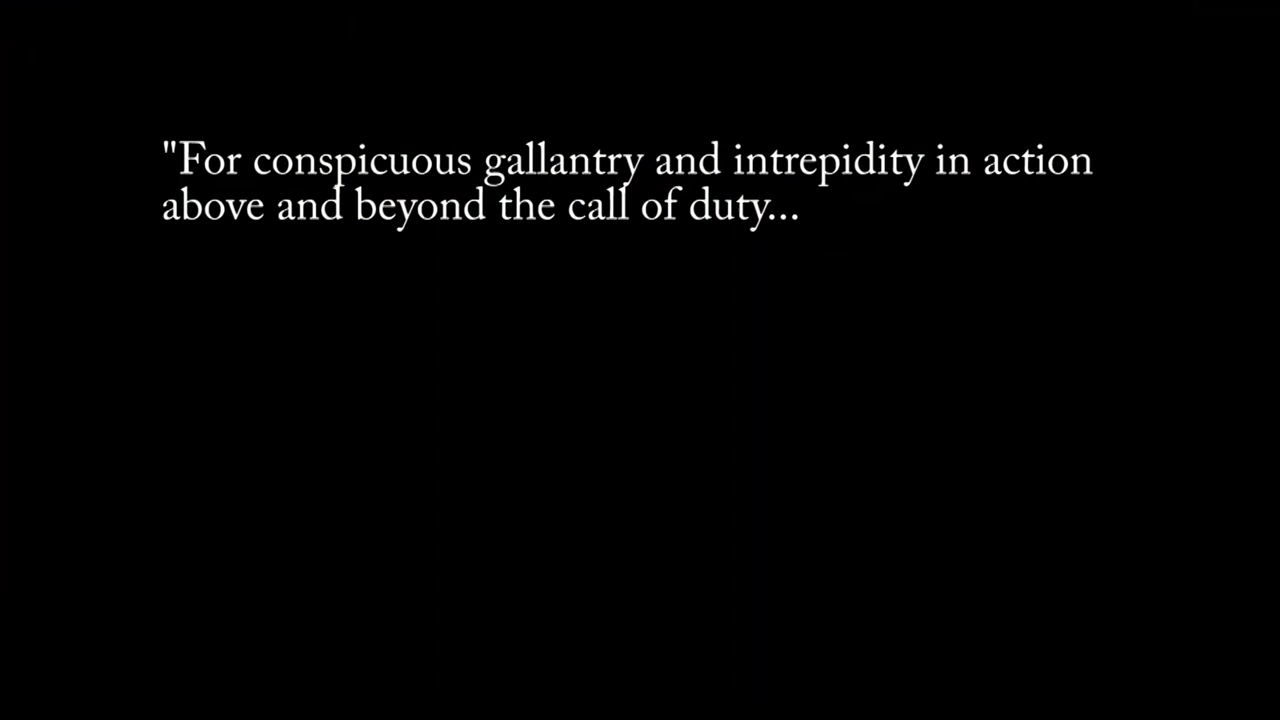 "For conspicuous gallantry and intrepidity in action
above and beyond the call of duty...